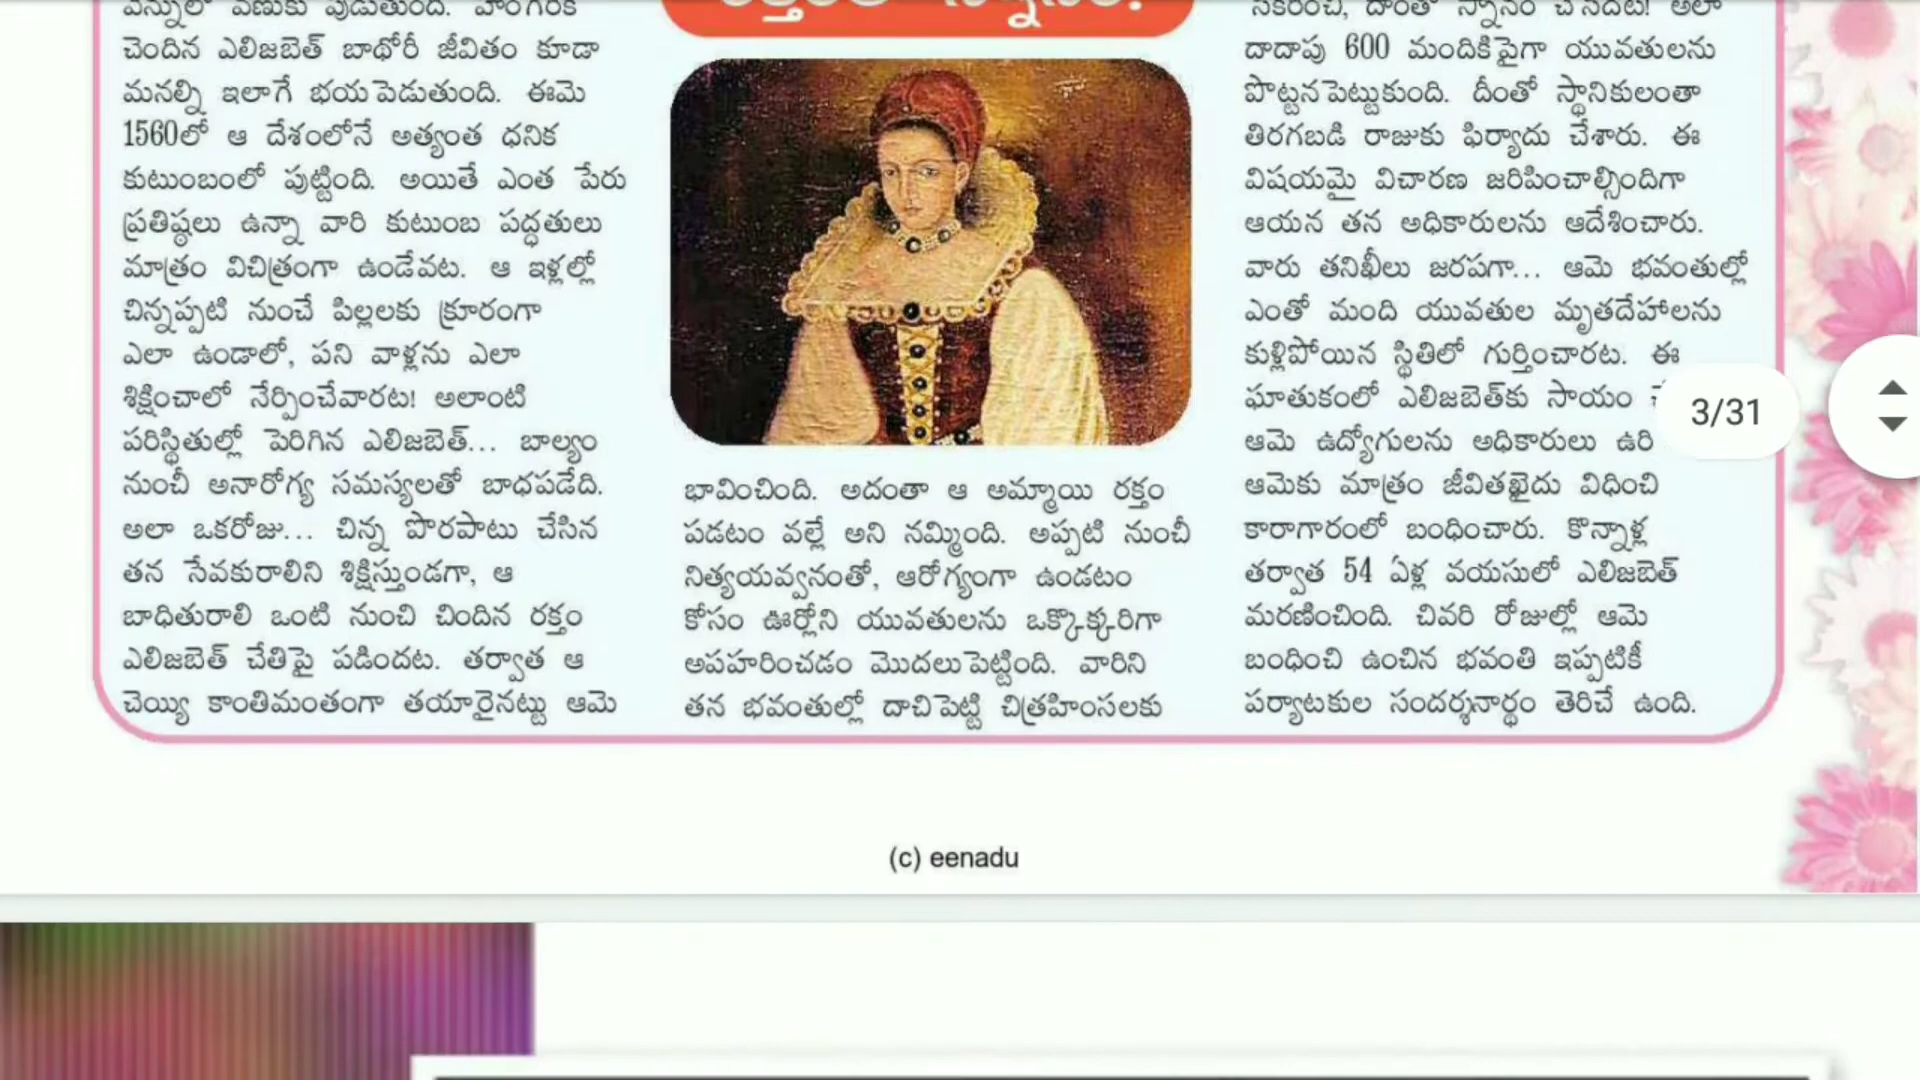 చెందిన ఎలిజబెత్ బాథోరీ జీవితం కూడా
మనల్ని ఇలాగే భయపెడుతుంది. ఈమె
1560లో ఆ దేశంలోనే అత్యంత ధనిక
కుటుంబంలో పుట్టింది. అయితే ఎంత పేరు
ప్రతిష్ఠలు ఉన్నా వారి కుటుంబ పద్ధతులు
మాత్రం విచిత్రంగా ఉండేవట. ఆ ఇళ్లల్లో
చిన్నప్పటి నుంచే పిల్లలకు క్రూరంగా
ఎలా ఉండాలో, పని వాళ్లను ఎలా
శిక్షించాలో నేర్పించేవారట! అలాంటి
పరిస్థితుల్లో పెరిగిన ఎలిజబెత్... బాల్యం
నుంచీ అనారోగ్య సమస్యలతో బాధపడేది.
అలా ఒకరోజు... చిన్న పొరపాటు చేసిన
తన సేవకురాలిని శిక్షిస్తుండగా, ఆ
బాధితురాలి ఒంటి నుంచి చిందిన రక్తం
ఎలిజబెత్ చేతిపై పడిందట. తర్వాత ఆ
చెయ్యి కాంతిమంతంగా తయారైనట్టు ఆమె
భావించింది. అదంతా ఆ అమ్మాయి రక్తం
పడటం వల్లే అని నమ్మింది. అప్పటి నుంచీ
నిత్యయవ్వనంతో, ఆరోగ్యంగా ఉండటం
కోసం ఊర్లోని యువతులను ఒక్కొక్కరిగా
అపహరించడం మొదలుపెట్టింది. వారిని
తన భవంతుల్లో దాచిపెట్టి చిత్రహింసలకు
దాదాపు 600 మందికిపైగా యువతులను
పొట్టనపెట్టుకుంది. దీంతో స్థానికులంతా
తిరగబడి రాజుకు ఫిర్యాదు చేశారు. ఈ
విషయమై విచారణ జరిపించాల్సిందిగా
ఆయన తన అధికారులను ఆదేశించారు.
వారు తనిఖీలు జరపగా... ఆమె భవంతుల్లో
ఎంతో మంది యువతుల మృతదేహాలను
కుళ్లిపోయిన స్థితిలో గుర్తించారట. ఈ
ఘాతుకంలో ఎలిజబెత్‌కు సాయం
ఆమె ఉద్యోగులను అధికారులు ఉరి
ఆమెకు మాత్రం జీవితఖైదు విధించి
కారాగారంలో బంధించారు. కొన్నాళ్ల
తర్వాత 54 ఏళ్ల వయసులో ఎలిజబెత్
మరణించింది. చివరి రోజుల్లో ఆమె
బంధించి ఉంచిన భవంతి ఇప్పటికీ
పర్యాటకుల సందర్శనార్థం తెరిచే ఉంది.
3/31
(c) eenadu